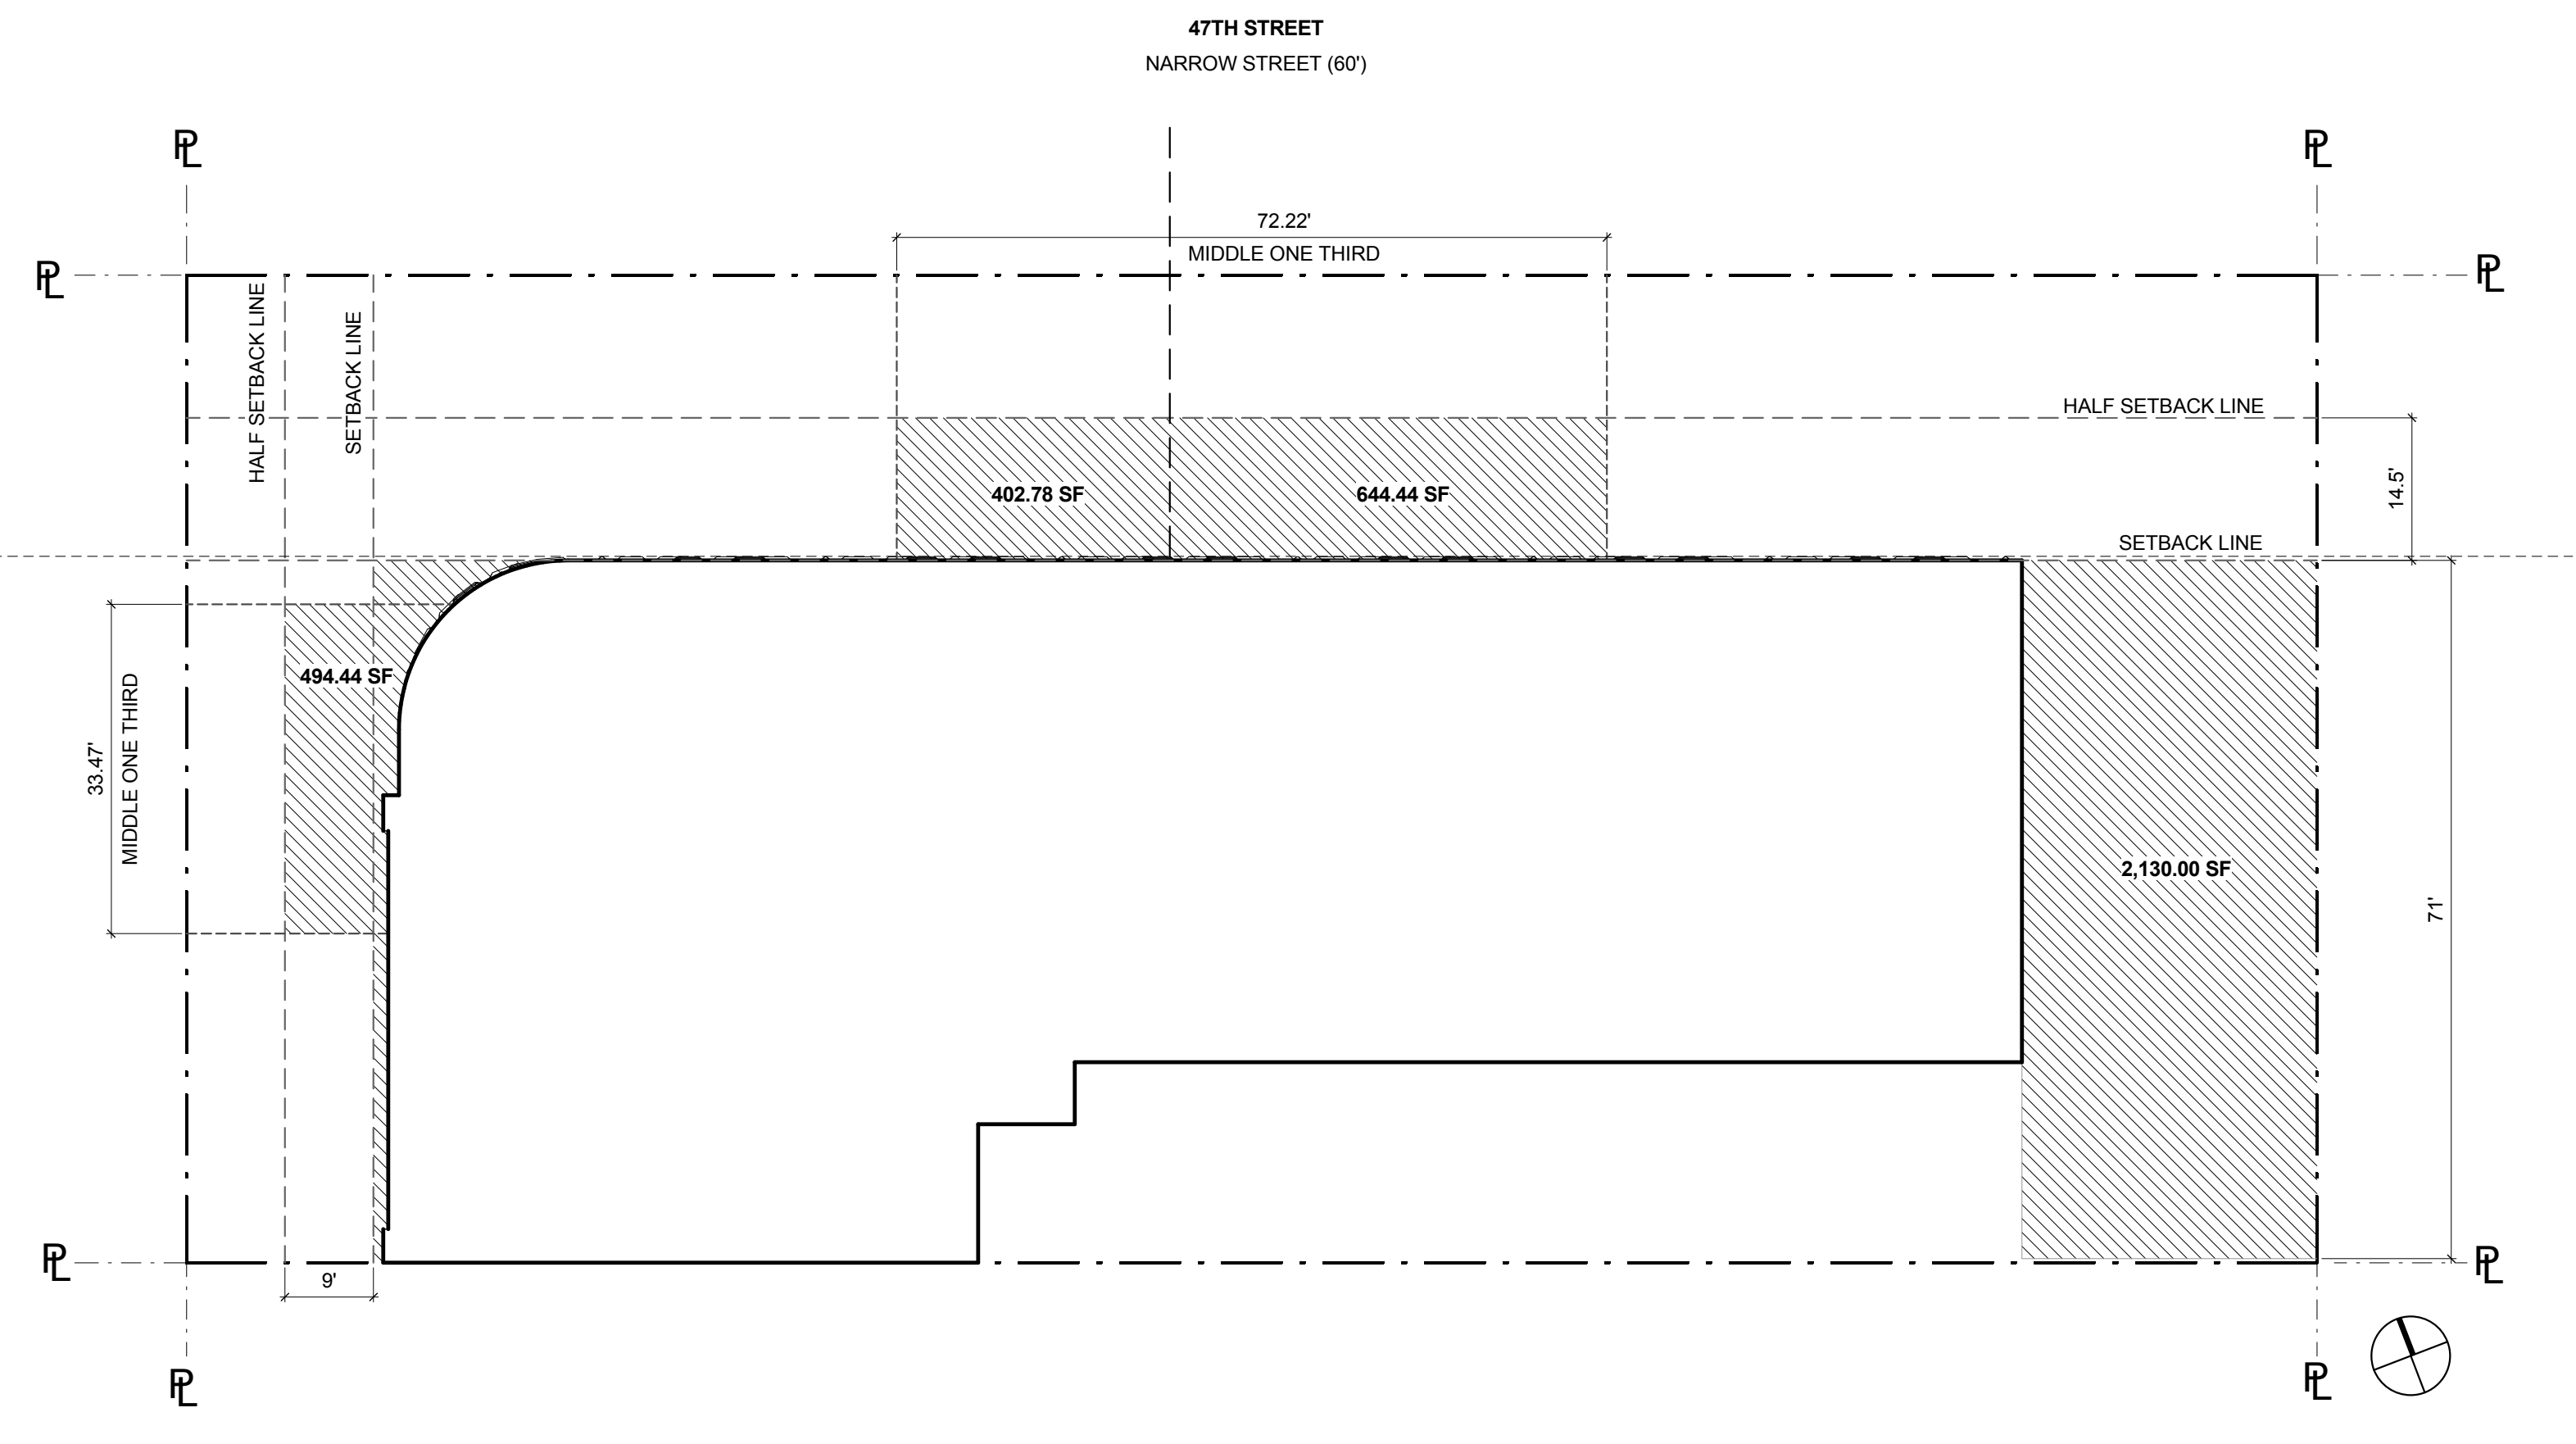 47TH STREET
NARROW STREET (60')
PL
PL
72.22'
MIDDLE ONE THIRD
PL
PL
HALF SETBACK LINE
SETBACK LINE
HALF SETBACK LINE
14.5'
402.78 SF
644.44 SF
SETBACK LINE
494.44 SF
33.47'
MIDDLE ONE THIRD
2,130.00 SF
71'
PL
PL
9'
PL
PL